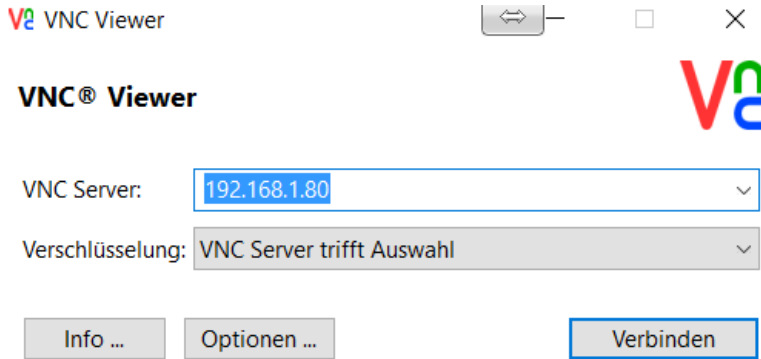 VNC Viewer
VNC® Viewer
VNC Server: 192.168.1.80
Verschlüsselung: VNC Server trifft Auswahl
Info ... Optionen ... Verbinden